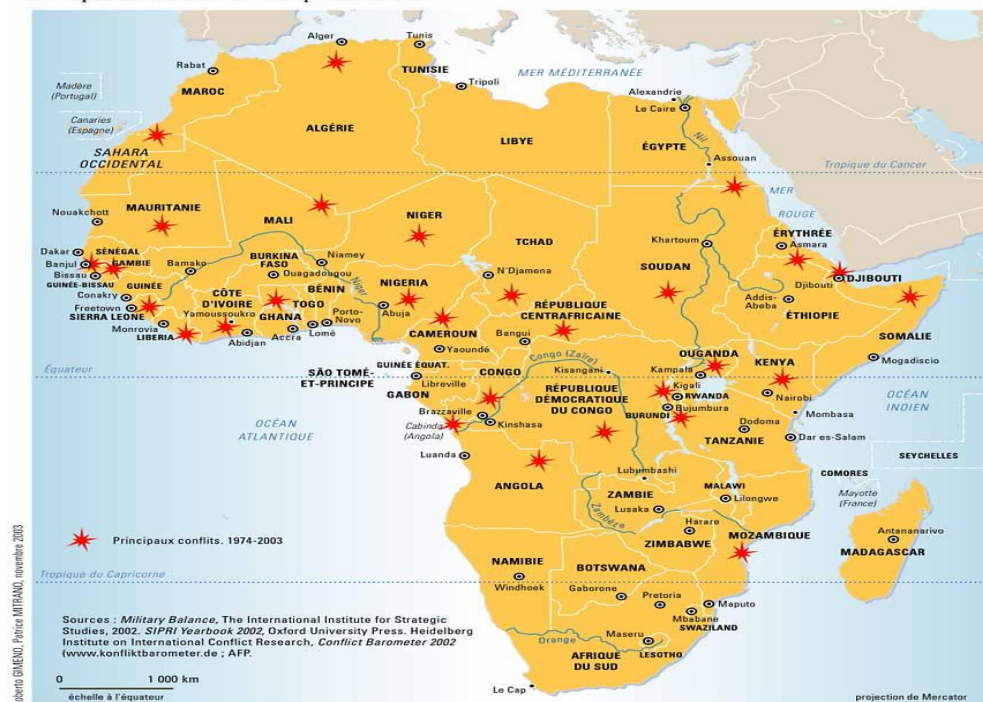 Alger
Tunis
Rabat
TUNISIE
MER MÉDITERRANÉE
Madère
(Portugal)
MAROC
Tripoli
Alexandrie
Le Caire
Canaries
(Espagne)
ALGÉRIE
LIBYE
ÉGYPTE
Nil
SAHARA
OCCIDENTAL
Assouan
Tropique du Cancer
MER
ROUGE
Nouakchott
MAURITANIE
MALI
NIGER
TCHAD
Khartoum
ÉRYTHRÉE
Asmara
Dakar
SÉNÉGAL
Banjul
GAMBIE
Bissau
GUINÉE-BISSAU
Bamako
BURKINA
FASO
Niamey
Ouagadougou
N'Djamena
SOUDAN
Djibouti
DJIBOUTI
GUINÉE
Conakry
Freetown
SIERRA LEONE
CÔTE
D'IVOIRE
Yamoussoukro
BÉNIN
TOGO
GHANA
Niger
NIGERIA
Abuja
Porto-
Novo
RÉPUBLIQUE
CENTRAFRICAINE
Addis-
Abeba
ÉTHIOPIE
SOMALIE
Monrovia
LIBERIA
Abidjan
Accra
Lomé
CAMEROUN
Yaoundé
Bangui
Mogadiscio
GUINÉE ÉQUAT.
Congo (Zaïre)
Kisangani
OUGANDA
Kampala
KENYA
Équateur
SÃO TOMÉ-
ET-PRINCIPE
Libreville
GABON
CONGO
RÉPUBLIQUE
DÉMOCRATIQUE
DU CONGO
Kigali
RWANDA
Nairobi
OCÉAN
INDIEN
Brazzaville
Cabinda
(Angola)
Kinshasa
BURUNDI
Bujumbura
Mombasa
Dodoma
TANZANIE
Dar es-Salam
OCÉAN
ATLANTIQUE
Luanda
SEYCHELLES
Lubumbashi
ANGOLA
ZAMBIE
Lusaka
MALAWI
Lilongwe
COMORES
Mayotte
(France)
Zambèze
Harare
ZIMBABWE
MOZAMBIQUE
Antananarivo
MADAGASCAR
Principaux conflits. 1974-2003
NAMIBIE
Windhoek
BOTSWANA
Tropique du Capricorne
Gaborone
Pretoria
Maputo
Mbabane
SWAZILAND
Maseru
Orange
LESOTHO
AFRIQUE
DU SUD
Le Cap
Sources : Military Balance, The International Institute for Strategic
Studies, 2002. SIPRI Yearbook 2002, Oxford University Press. Heidelberg
Institute on International Conflict Research, Conflict Barometer 2002
(www.konfliktbarometer.de ; AFP.
0 1 000 km
échelle à l'équateur
projection de Mercator
oberto GIMENO, Patrice MITRANO, novembre 2003